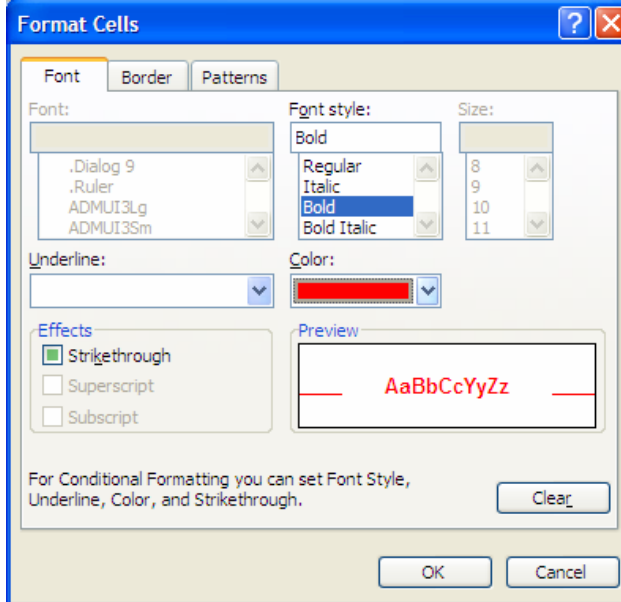 Format Cells
Font Border Patterns
Font: Font style: Size:
Bold
.Dialog 9 Regular 8
.Ruler Italic 9
ADMUI3Lg Bold 10
ADMUI3Sm Bold Italic 11
Underline: Color:
Effects Preview
Strikethrough
Superscript AaBbCcYyZz
Subscript
For Conditional Formatting you can set Font Style,
Underline, Color, and Strikethrough.
Clear
OK Cancel